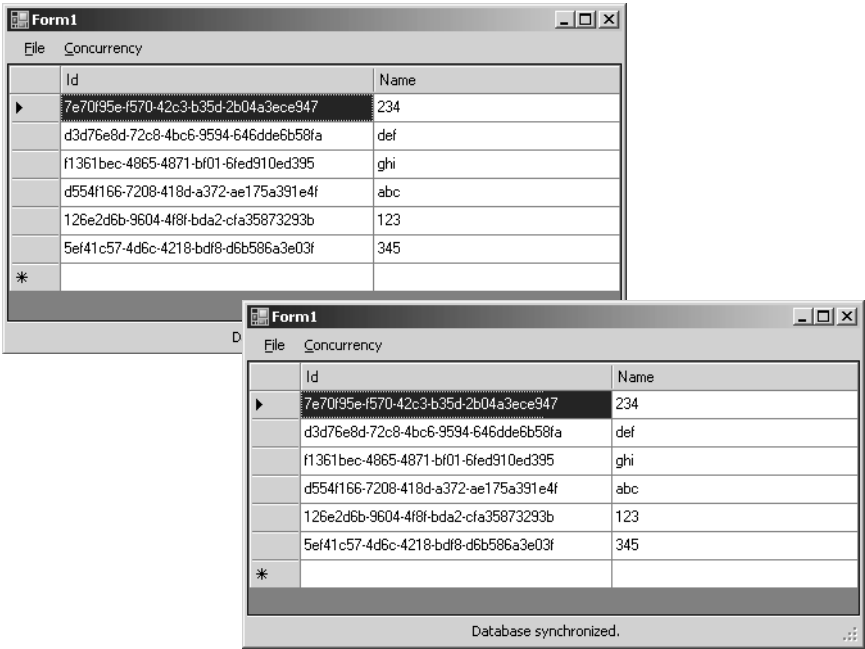 Form1
File Concurrency
Id Name
7e70f95e-f570-42c3-b35d-2b04a3ece947 234
d3d76e8d-72c8-4bc6-9594-646dde6b58fa def
f1361bec-4865-4871-bf01-6fed910ed395 ghi
d554f166-7208-418d-a372-ae175a391e4f abc
126e2d6b-9604-4f8f-bda2-cfa35873293b 123
5ef41c57-4d6c-4218-bdf8-d6b586a3e03f 345
D
Form1
File Concurrency
Id Name
7e70f95e-f570-42c3-b35d-2b04a3ece947 234
d3d76e8d-72c8-4bc6-9594-646dde6b58fa def
f1361bec-4865-4871-bf01-6fed910ed395 ghi
d554f166-7208-418d-a372-ae175a391e4f abc
126e2d6b-9604-4f8f-bda2-cfa35873293b 123
5ef41c57-4d6c-4218-bdf8-d6b586a3e03f 345
Database synchronized.